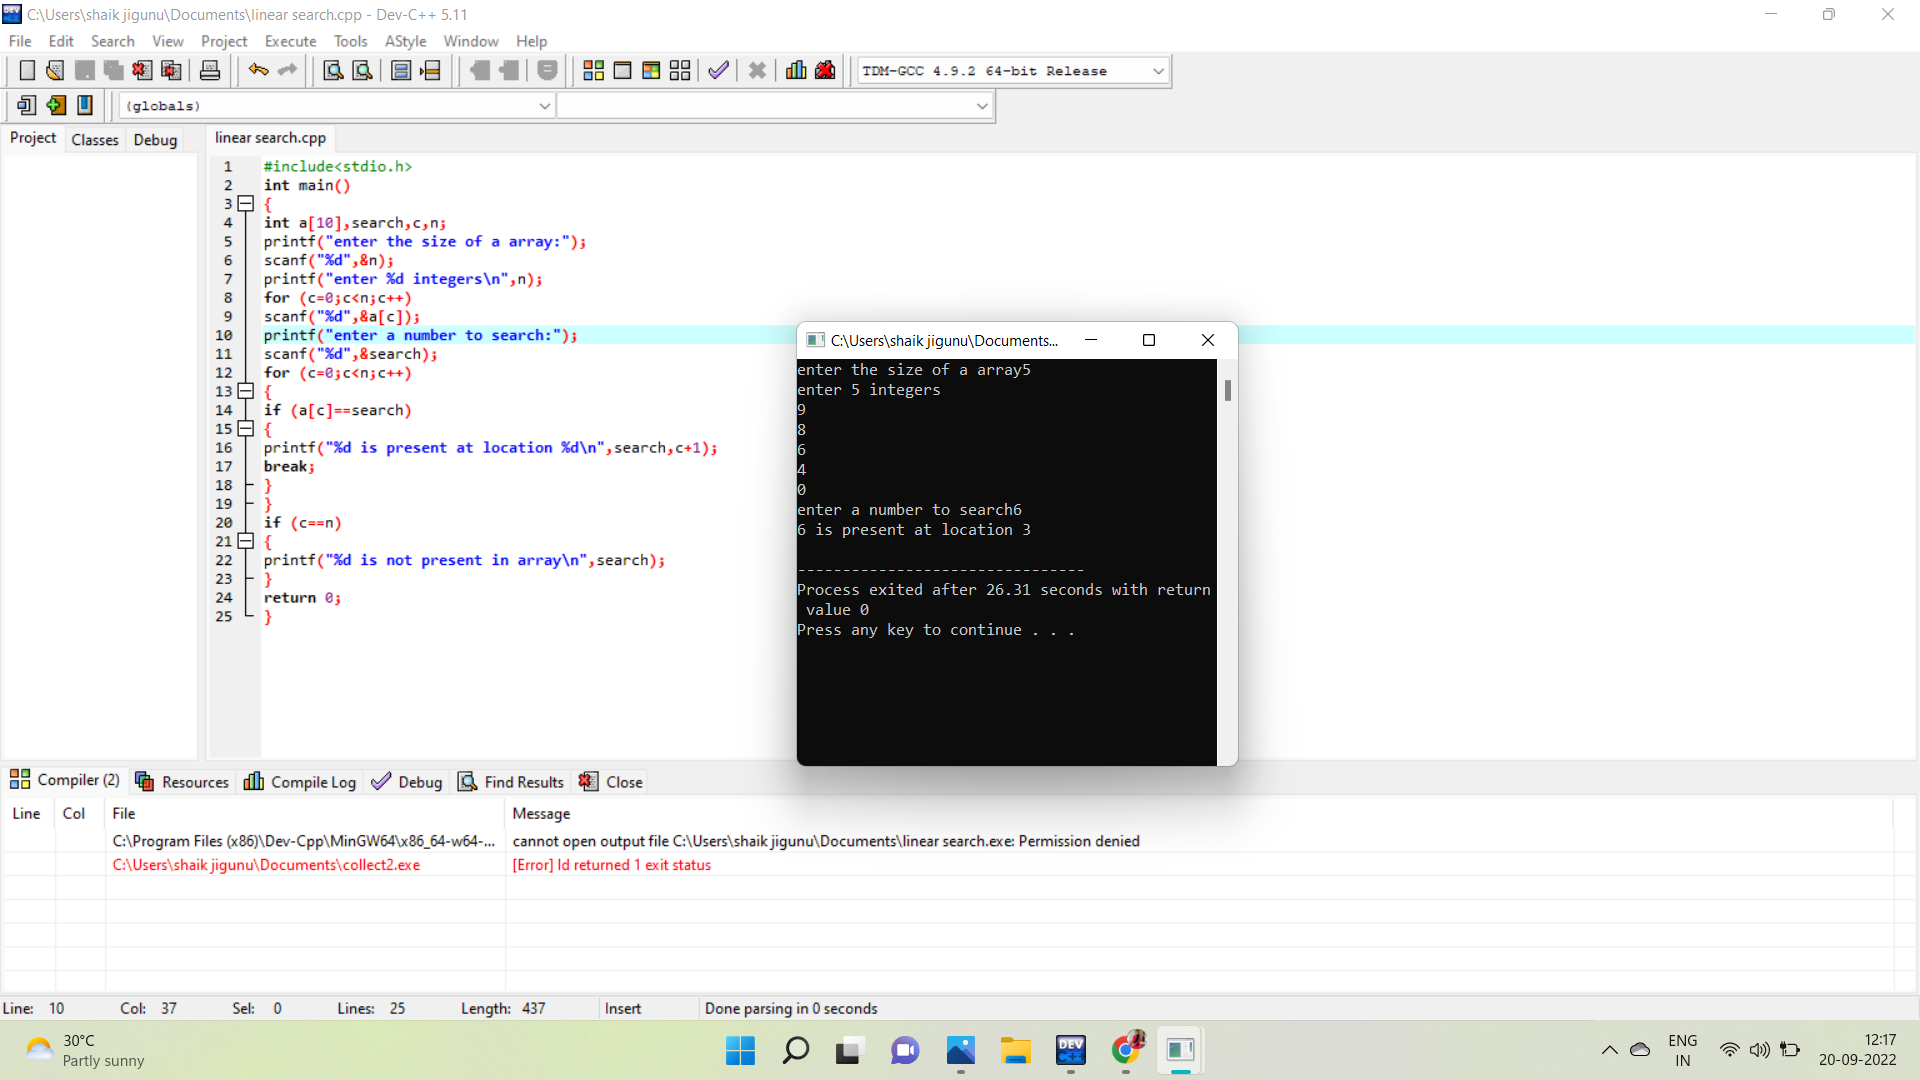 C:\Users\shaik jigunu\Documents\linear search.cpp - Dev-C++ 5.11
File Edit Search View Project Execute Tools AStyle Window Help
TDM-GCC 4.9.2 64-bit Release
(globals)
Project Classes Debug
linear search.cpp
1 #include<stdio.h>
2 int main()
3 {
4 int a[10],search,c,n;
5 printf("enter the size of a array:");
6 scanf("%d",&n);
7 printf("enter %d integers\n",n);
8 for (c=0;c<n;c++)
9 scanf("%d",&a[c]);
10 printf("enter a number to search:");
11 scanf("%d",&search);
12 for (c=0;c<n;c++)
13 {
14 if (a[c]==search)
15 {
16 printf("%d is present at location %d\n",search,c+1);
17 break;
18 }
19 }
20 if (c==n)
21 {
22 printf("%d is not present in array\n",search);
23 }
24 return 0;
25 }
C:\Users\shaik jigunu\Documents...
enter the size of a array5
enter 5 integers
9
8
6
4
0
enter a number to search6
6 is present at location 3
--------------------------------
Process exited after 26.31 seconds with return
value 0
Press any key to continue . . .
Compiler (2) Resources Compile Log Debug Find Results Close
Line Col File Message
C:\Program Files (x86)\Dev-Cpp\MinGW64\x86_64-w64-... cannot open output file C:\Users\shaik jigunu\Documents\linear search.exe: Permission denied
C:\Users\shaik jigunu\Documents\collect2.exe [Error] ld returned 1 exit status
Line: 10 Col: 37 Sel: 0 Lines: 25 Length: 437 Insert Done parsing in 0 seconds
30°C
Partly sunny
DEV
C++
ENG
IN
12:17
20-09-2022